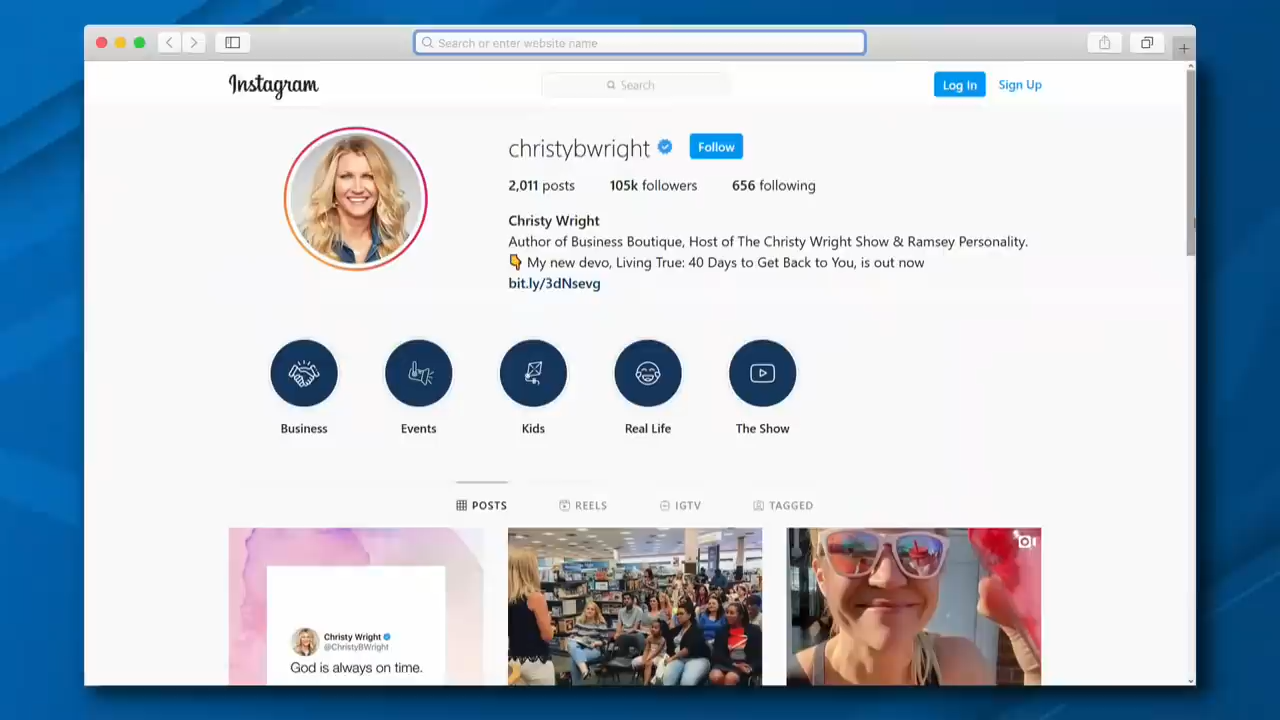 Search or enter website name
Instagram
Search
Log In
Sign Up
christybwright
Follow
2,011 posts
105k followers
656 following
Christy Wright
Author of Business Boutique, Host of The Christy Wright Show & Ramsey Personality.
👇 My new devo, Living True: 40 Days to Get Back to You, is out now
bit.ly/3dNsevg
Business
Events
Kids
Real Life
The Show
POSTS
REELS
IGTV
TAGGED
Christy Wright
@ChristyBWright
God is always on time.